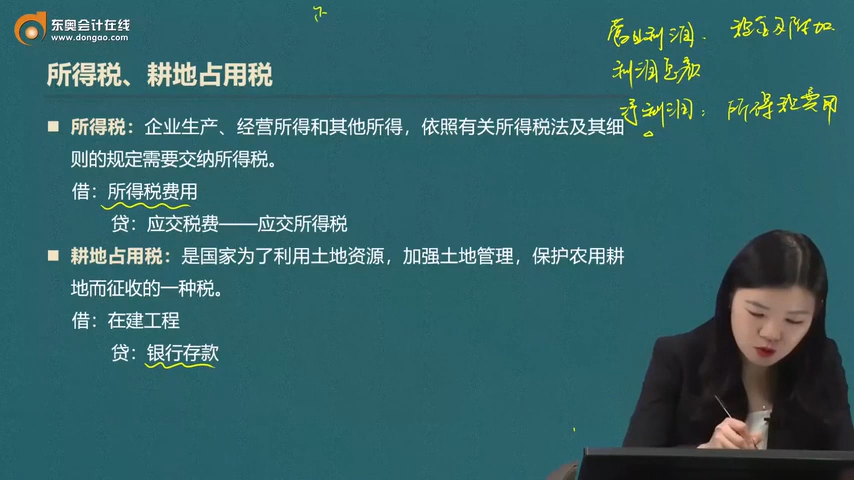 东奥会计在线
www.dongao.com
营业利润、 税金及附加
利润总额
净利润: 所得税费用
所得税、耕地占用税
所得税:企业生产、经营所得和其他所得,依照有关所得税法及其细
则的规定需要交纳所得税。
借:所得税费用
贷:应交税费——应交所得税
耕地占用税:是国家为了利用土地资源,加强土地管理,保护农用耕
地而征收的一种税。
借:在建工程
贷:银行存款